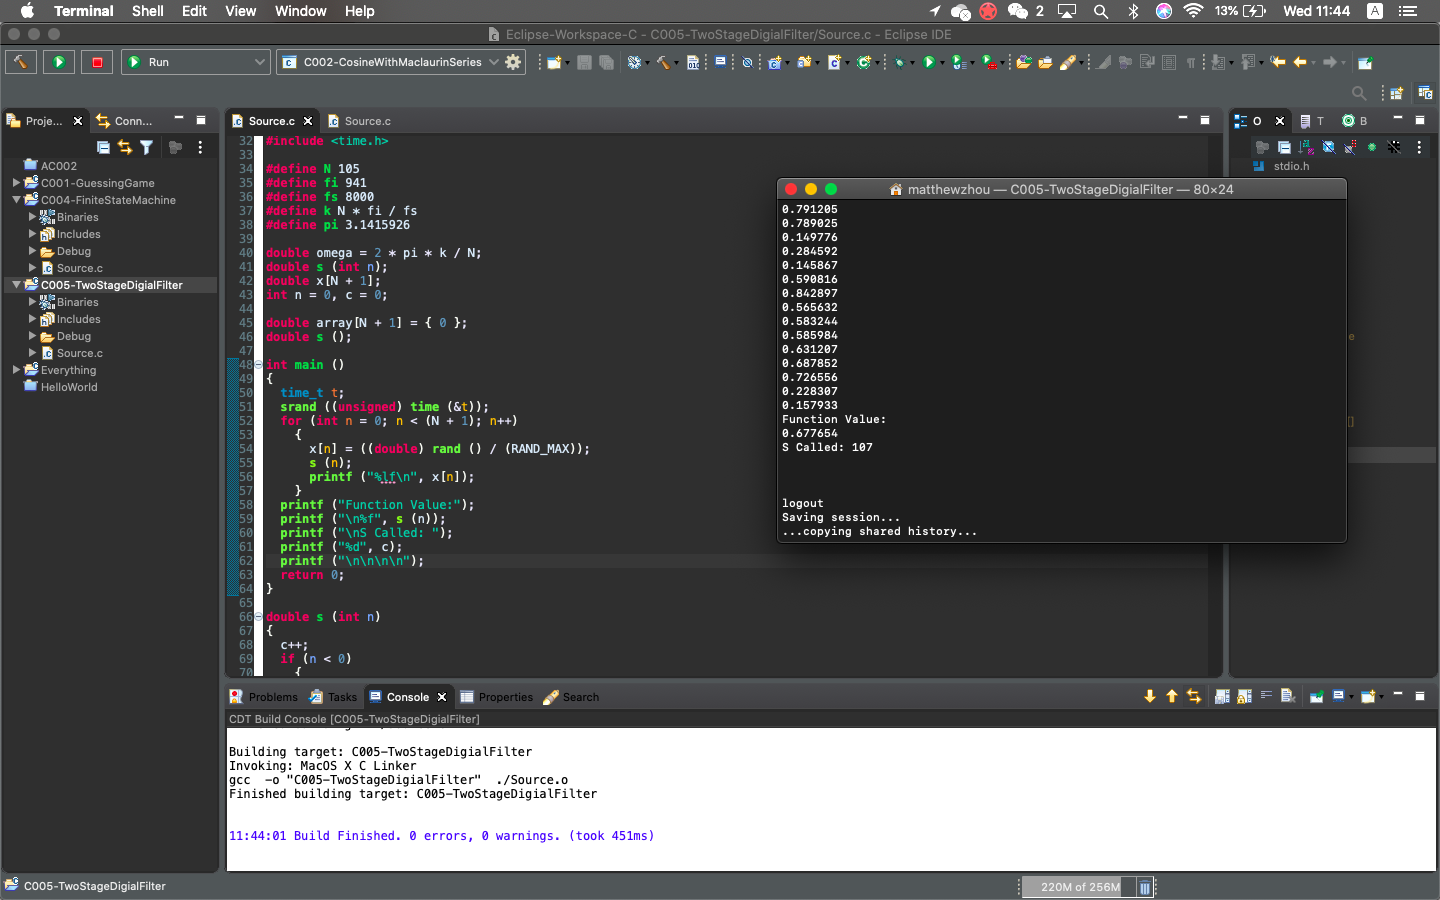 Terminal Shell Edit View Window Help 2 13% Wed 11:44 A
Eclipse-Workspace-C - C005-TwoStageDigialFilter/Source.c - Eclipse IDE
Run C002-CosineWithMaclaurinSeries
Proje... Conn...
AC002
C001-GuessingGame
C004-FiniteStateMachine
Binaries
Includes
Debug
Source.c
C005-TwoStageDigialFilter
Binaries
Includes
Debug
Source.c
Everything
HelloWorld
Source.c Source.c
32 #include <time.h>
33
34 #define N 105
35 #define fi 941
36 #define fs 8000
37 #define k N * fi / fs
38 #define pi 3.1415926
39
40 double omega = 2 * pi * k / N;
41 double s (int n);
42 double x[N + 1];
43 int n = 0, c = 0;
44
45 double array[N + 1] = { 0 };
46 double s ();
47
48 int main ()
49 {
50 time_t t;
51 srand ((unsigned) time (&t));
52 for (int n = 0; n < (N + 1); n++)
53 {
54 x[n] = ((double) rand () / (RAND_MAX));
55 s (n);
56 printf ("%lf\n", x[n]);
57 }
58 printf ("Function Value:");
59 printf ("\n%f", s (n));
60 printf ("\nS Called: ");
61 printf ("%d", c);
62 printf ("\n\n\n\n");
63 return 0;
64 }
65
66 double s (int n)
67 {
68 c++;
69 if (n < 0)
70 {
O T B
stdio.h
matthewzhou — C005-TwoStageDigialFilter — 80×24
0.791205
0.789025
0.149776
0.284592
0.145867
0.590816
0.842897
0.565632
0.583244
0.585984
0.631207
0.687852
0.726556
0.228307
0.157933
Function Value:
0.677654
S Called: 107
logout
Saving session...
...copying shared history...
Problems Tasks Console Properties Search
CDT Build Console [C005-TwoStageDigialFilter]
Building target: C005-TwoStageDigialFilter
Invoking: MacOS X C Linker
gcc -o "C005-TwoStageDigialFilter" ./Source.o
Finished building target: C005-TwoStageDigialFilter
11:44:01 Build Finished. 0 errors, 0 warnings. (took 451ms)
C005-TwoStageDigialFilter
220M of 256M